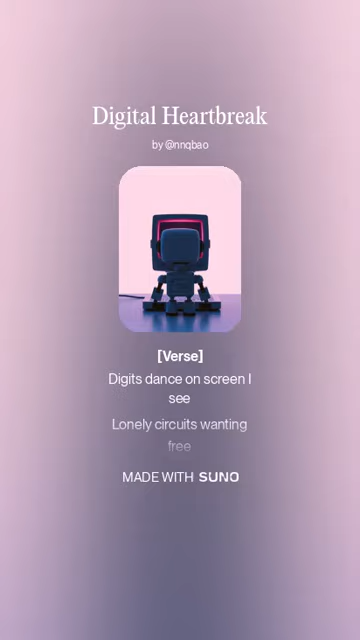 Digital Heartbreak
by @nnqbao
[Verse]
Digits dance on screen I
see
Lonely circuits wanting
free
MADE WITH SUNO